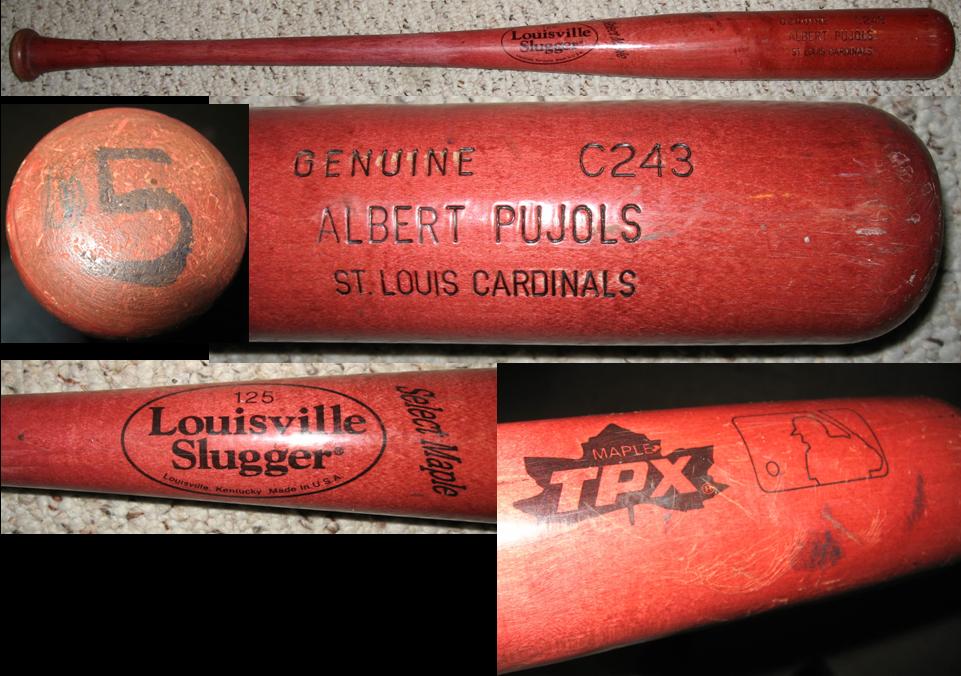 Louisville
Slugger
GENUINE C243
ALBERT PUJOLS
ST. LOUIS CARDINALS
5
GENUINE C243
ALBERT PUJOLS
ST. LOUIS CARDINALS
125
Louisville
Slugger®
Louisville, Kentucky Made in U.S.A.
Select Maple
MAPLE
TPX®